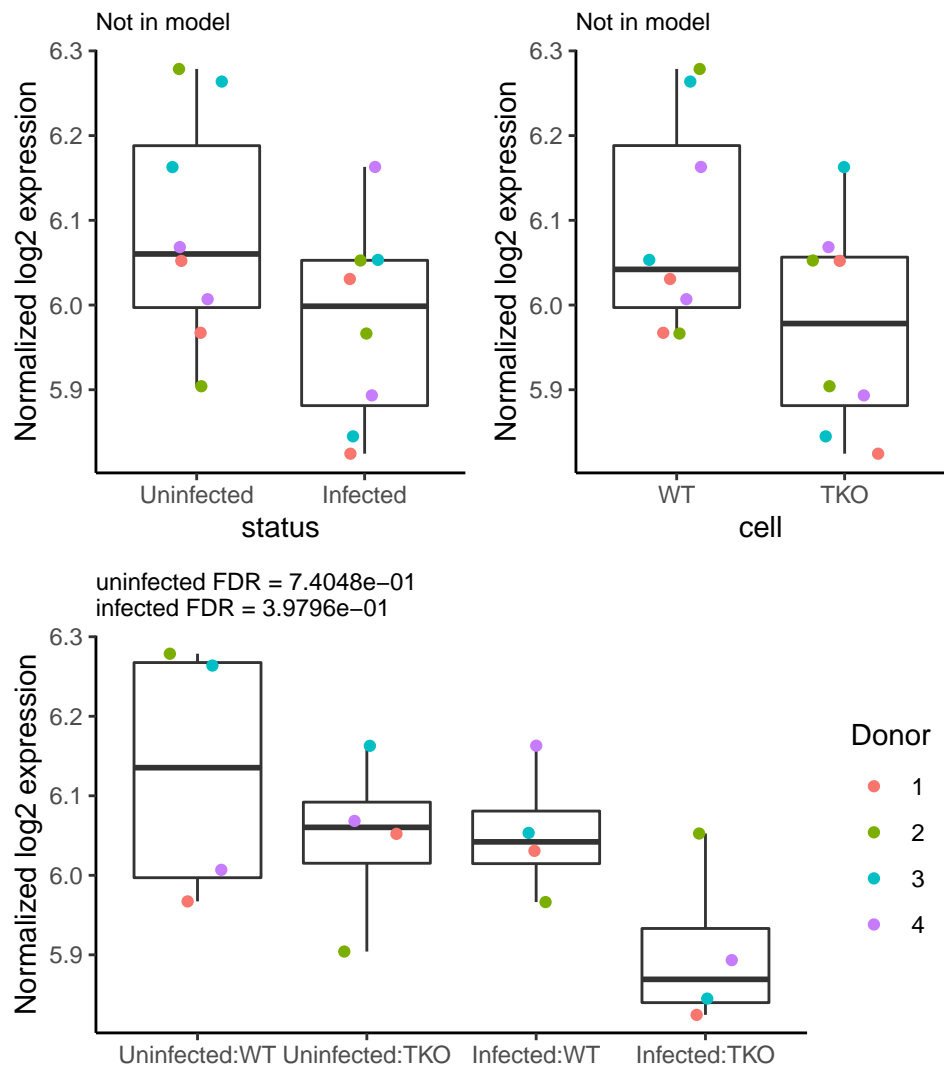 Not in model
6.3
6.2
6.1
6.0
5.9
Normalized log2 expression
Uninfected Infected
status
Not in model
6.3
6.2
6.1
6.0
5.9
Normalized log2 expression
WT TKO
cell
uninfected FDR = 7.4048e−01
infected FDR = 3.9796e−01
6.3
6.2
6.1
6.0
5.9
Normalized log2 expression
Uninfected:WT Uninfected:TKO Infected:WT Infected:TKO
Donor
1
2
3
4